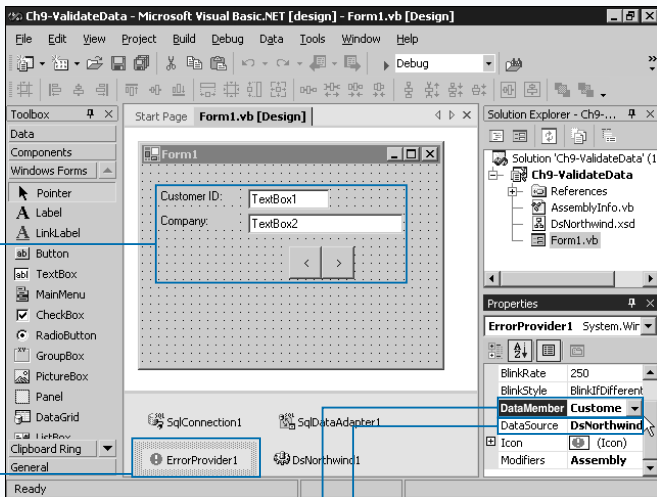 Ch9-ValidateData - Microsoft Visual Basic.NET [design] - Form1.vb [Design]
File Edit View Project Build Debug Data Tools Window Help
Debug
Toolbox
Data
Components
Windows Forms
Pointer
Label
LinkLabel
Button
TextBox
MainMenu
CheckBox
RadioButton
GroupBox
PictureBox
Panel
DataGrid
ListBox
Clipboard Ring
General
Start Page Form1.vb [Design]
Form1
Customer ID: TextBox1
Company: TextBox2
< >
SqlConnection1 SqlDataAdapter1
ErrorProvider1 DsNorthwind1
Solution Explorer - Ch9-...
Solution 'Ch9-ValidateData' (1
Ch9-ValidateData
References
AssemblyInfo.vb
DsNorthwind.xsd
Form1.vb
Properties
ErrorProvider1 System.Wir
BlinkRate 250
BlinkStyle BlinkIfDifferent
DataMember Custome
DataSource DsNorthwind
Icon (Icon)
Modifiers Assembly
Ready